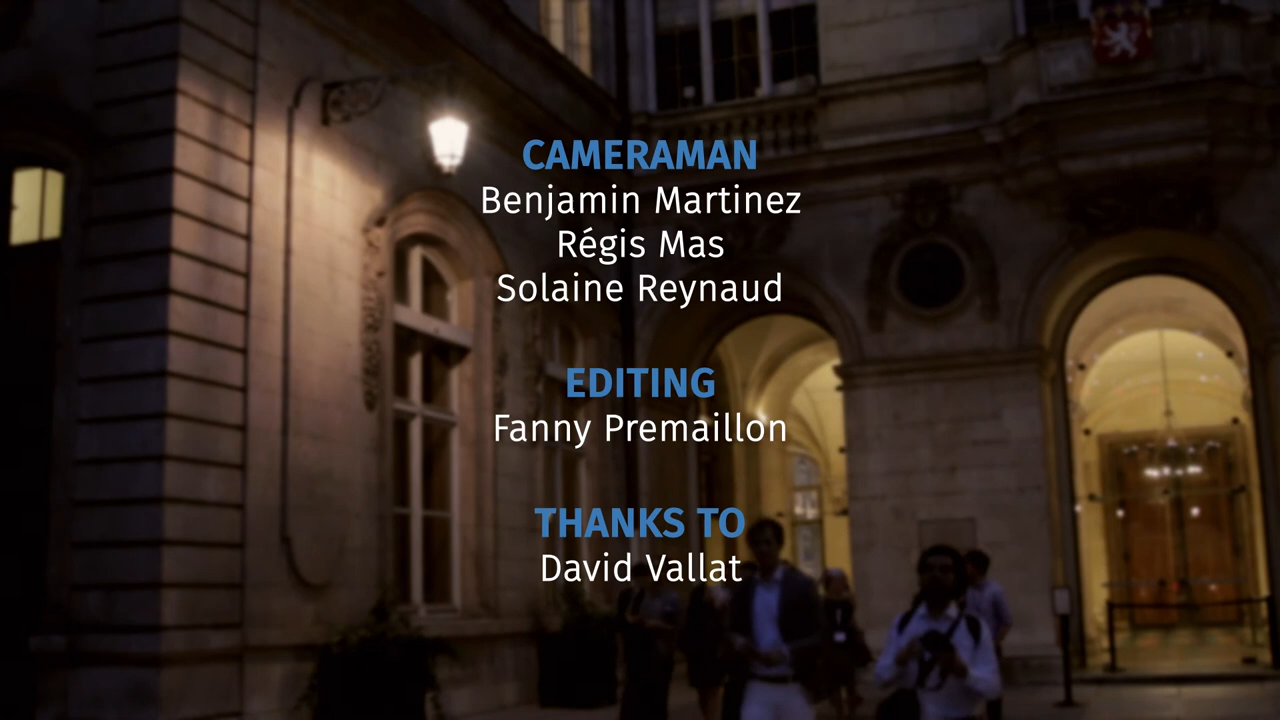 CAMERAMAN
Benjamin Martinez
Régis Mas
Solaine Reynaud
EDITING
Fanny Premaillon
THANKS TO
David Vallat